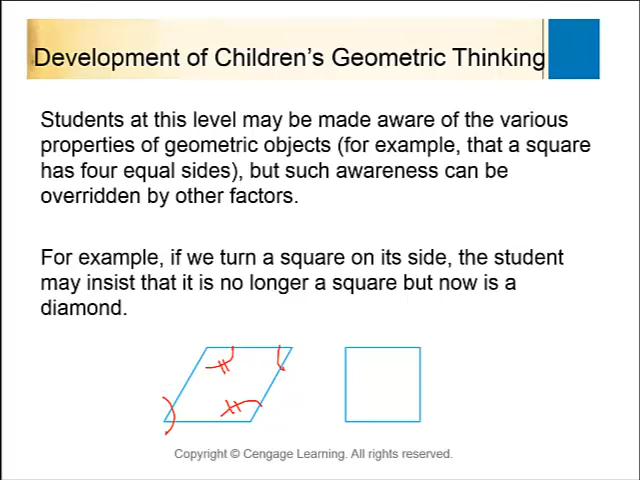 Development of Children’s Geometric Thinking
Students at this level may be made aware of the various
properties of geometric objects (for example, that a square
has four equal sides), but such awareness can be
overridden by other factors.
For example, if we turn a square on its side, the student
may insist that it is no longer a square but now is a
diamond.
Copyright © Cengage Learning. All rights reserved.